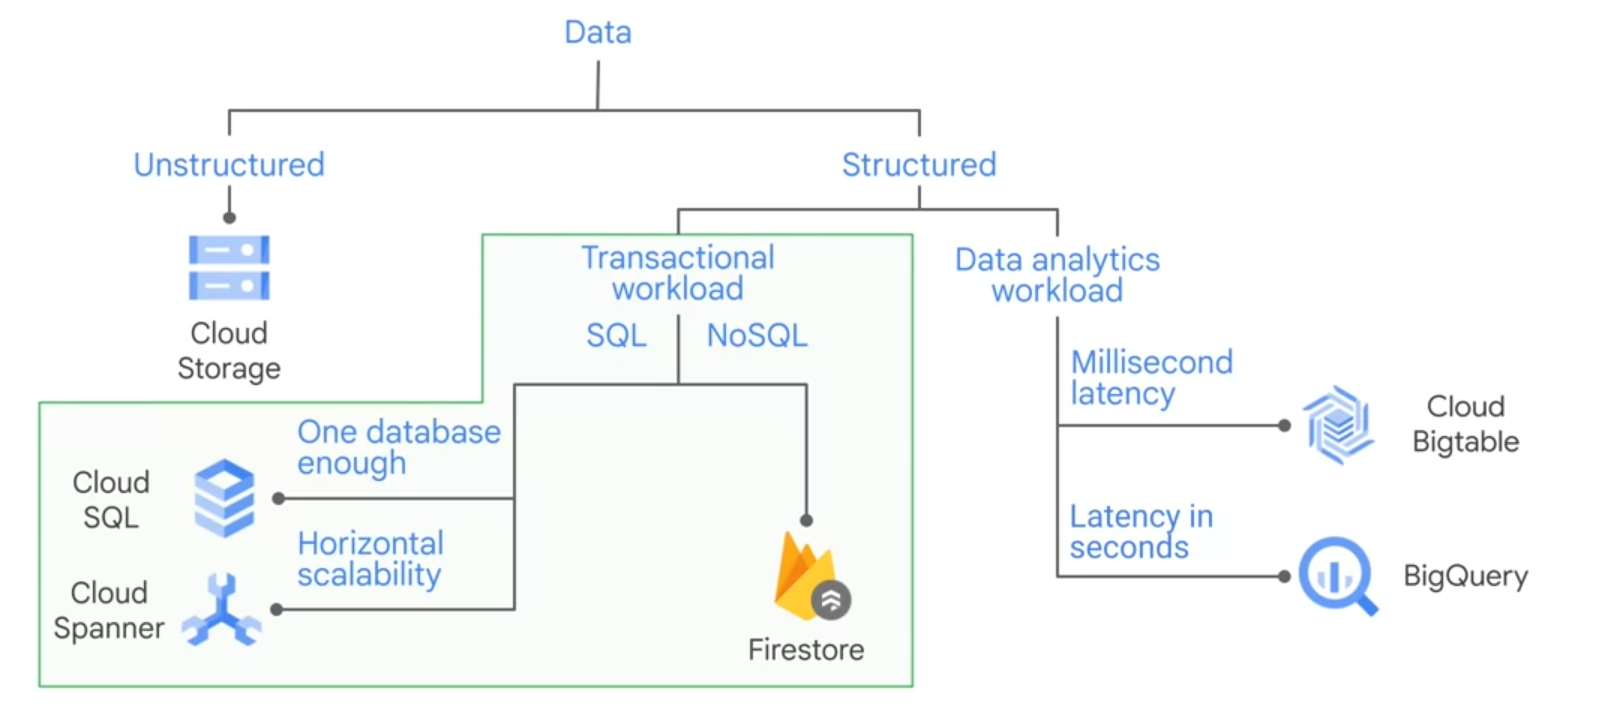 Data
Unstructured
Structured
Cloud
Storage
Transactional
workload
SQL
NoSQL
Data analytics
workload
One database
enough
Cloud
SQL
Horizontal
scalability
Cloud
Spanner
Firestore
Millisecond
latency
Cloud
Bigtable
Latency in
seconds
BigQuery